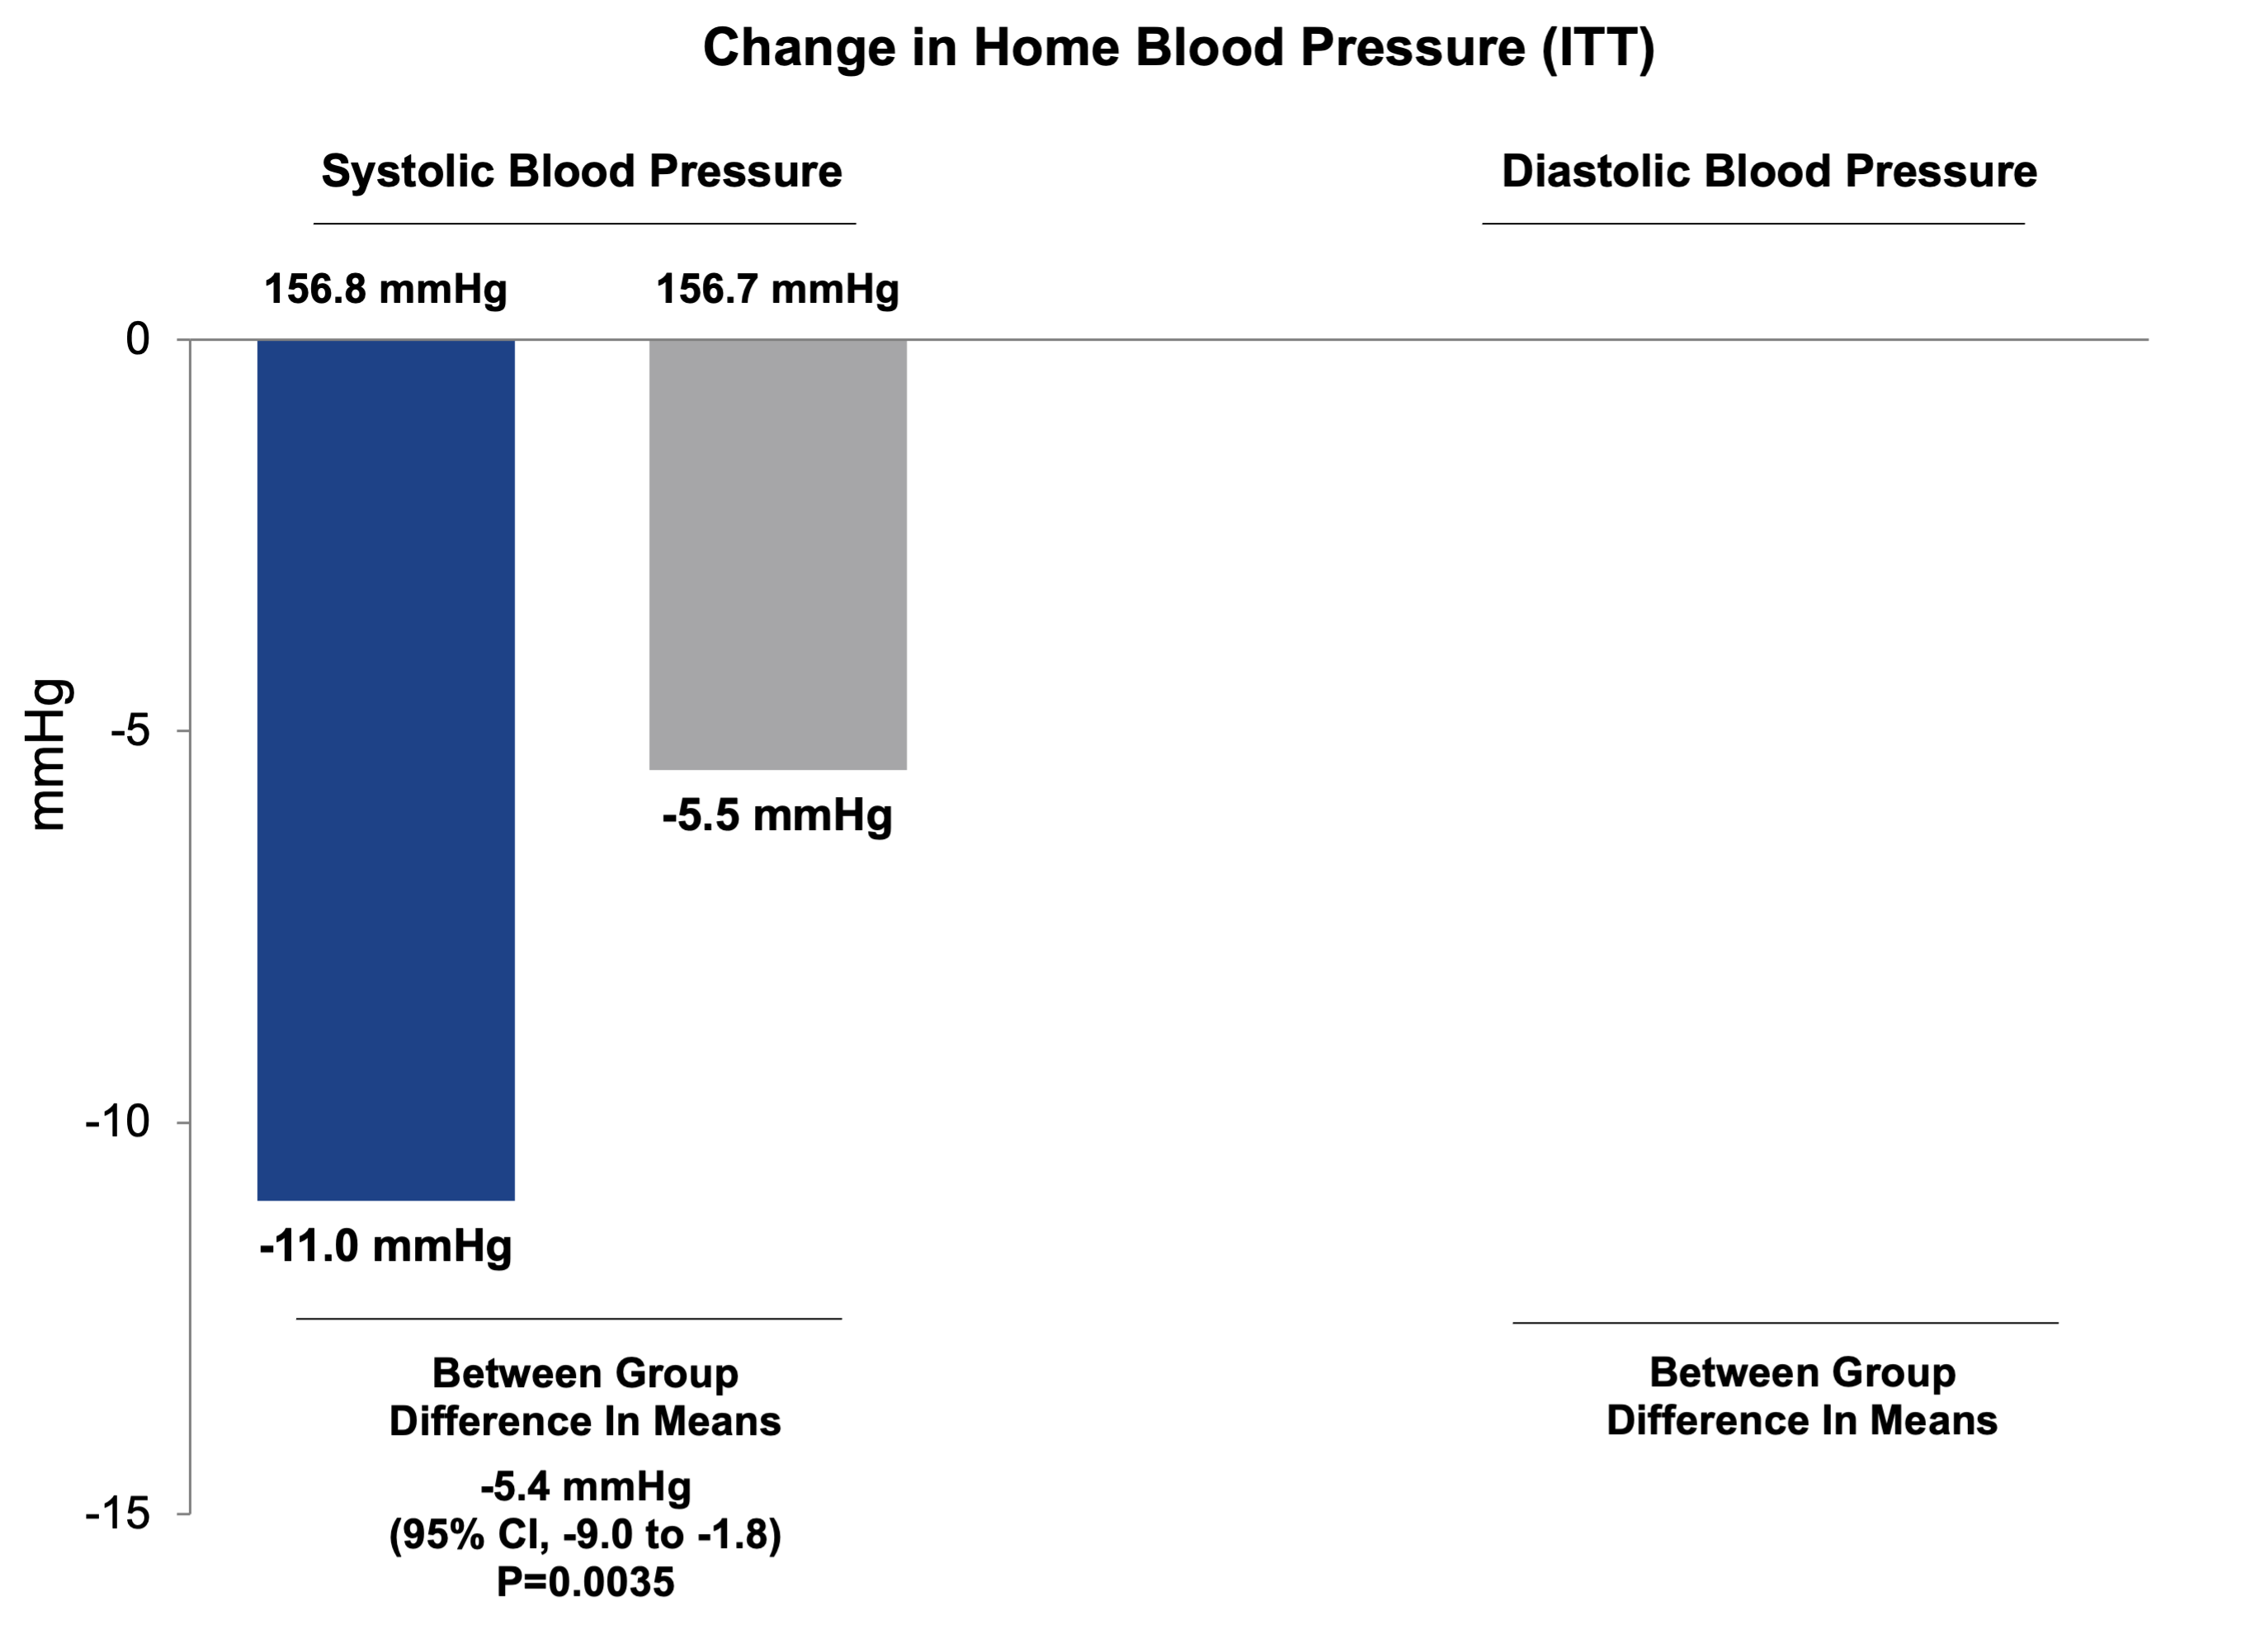 Change in Home Blood Pressure (ITT)
Systolic Blood Pressure
Diastolic Blood Pressure
156.8 mmHg
156.7 mmHg
0
-5
-10
-15
mmHg
-5.5 mmHg
-11.0 mmHg
Between Group
Difference In Means
-5.4 mmHg
(95% CI, -9.0 to -1.8)
P=0.0035
Between Group
Difference In Means